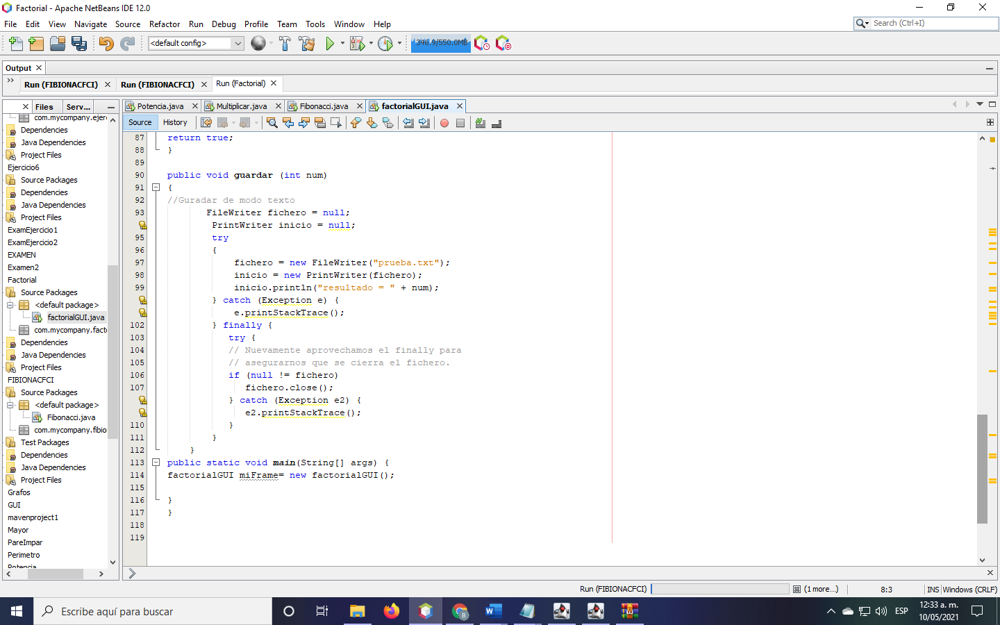 Factorial - Apache NetBeans IDE 12.0
File Edit View Navigate Source Refactor Run Debug Profile Team Tools Window Help
Search (Ctrl+I)
<default config>
346.9/550.0MB
Output
Run (FIBIONACFCI) Run (FIBIONACFCI) Run (Factorial)
Files Serv...
Potencia.java Multiplicar.java Fibonacci.java factorialGUI.java
Source History
com.mycompany.ejer
Dependencies
Java Dependencies
Project Files
Ejercicio6
Source Packages
Dependencies
Java Dependencies
Project Files
ExamEjercicio1
ExamEjercicio2
EXAMEN
Examen2
Factorial
Source Packages
<default package>
factorialGUI.java
com.mycompany.facto
Dependencies
Java Dependencies
Project Files
FIBIONACFCI
Source Packages
<default package>
Fibonacci.java
com.mycompany.fibio
Test Packages
Dependencies
Java Dependencies
Project Files
Grafos
GUI
mavenproject1
Mayor
PareImpar
Perimetro
Potencia
87 return true;
88 }
89
90 public void guardar (int num)
91 {
92 //Guradar de modo texto
93 FileWriter fichero = null;
PrintWriter inicio = null;
95 try
96 {
97 fichero = new FileWriter("prueba.txt");
98 inicio = new PrintWriter(fichero);
99 inicio.println("resultado = " + num);
} catch (Exception e) {
e.printStackTrace();
102 } finally {
103 try {
104 // Nuevamente aprovechamos el finally para
105 // asegurarnos que se cierra el fichero.
106 if (null != fichero)
107 fichero.close();
} catch (Exception e2) {
e2.printStackTrace();
110 }
111 }
112 }
113 public static void main(String[] args) {
114 factorialGUI miFrame= new factorialGUI();
115
116 }
117 }
118
119
Run (FIBIONACFCI) (1 more...) 8:3 INS Windows (CRLF)
Escribe aquí para buscar
ESP
12:33 a. m.
10/05/2021